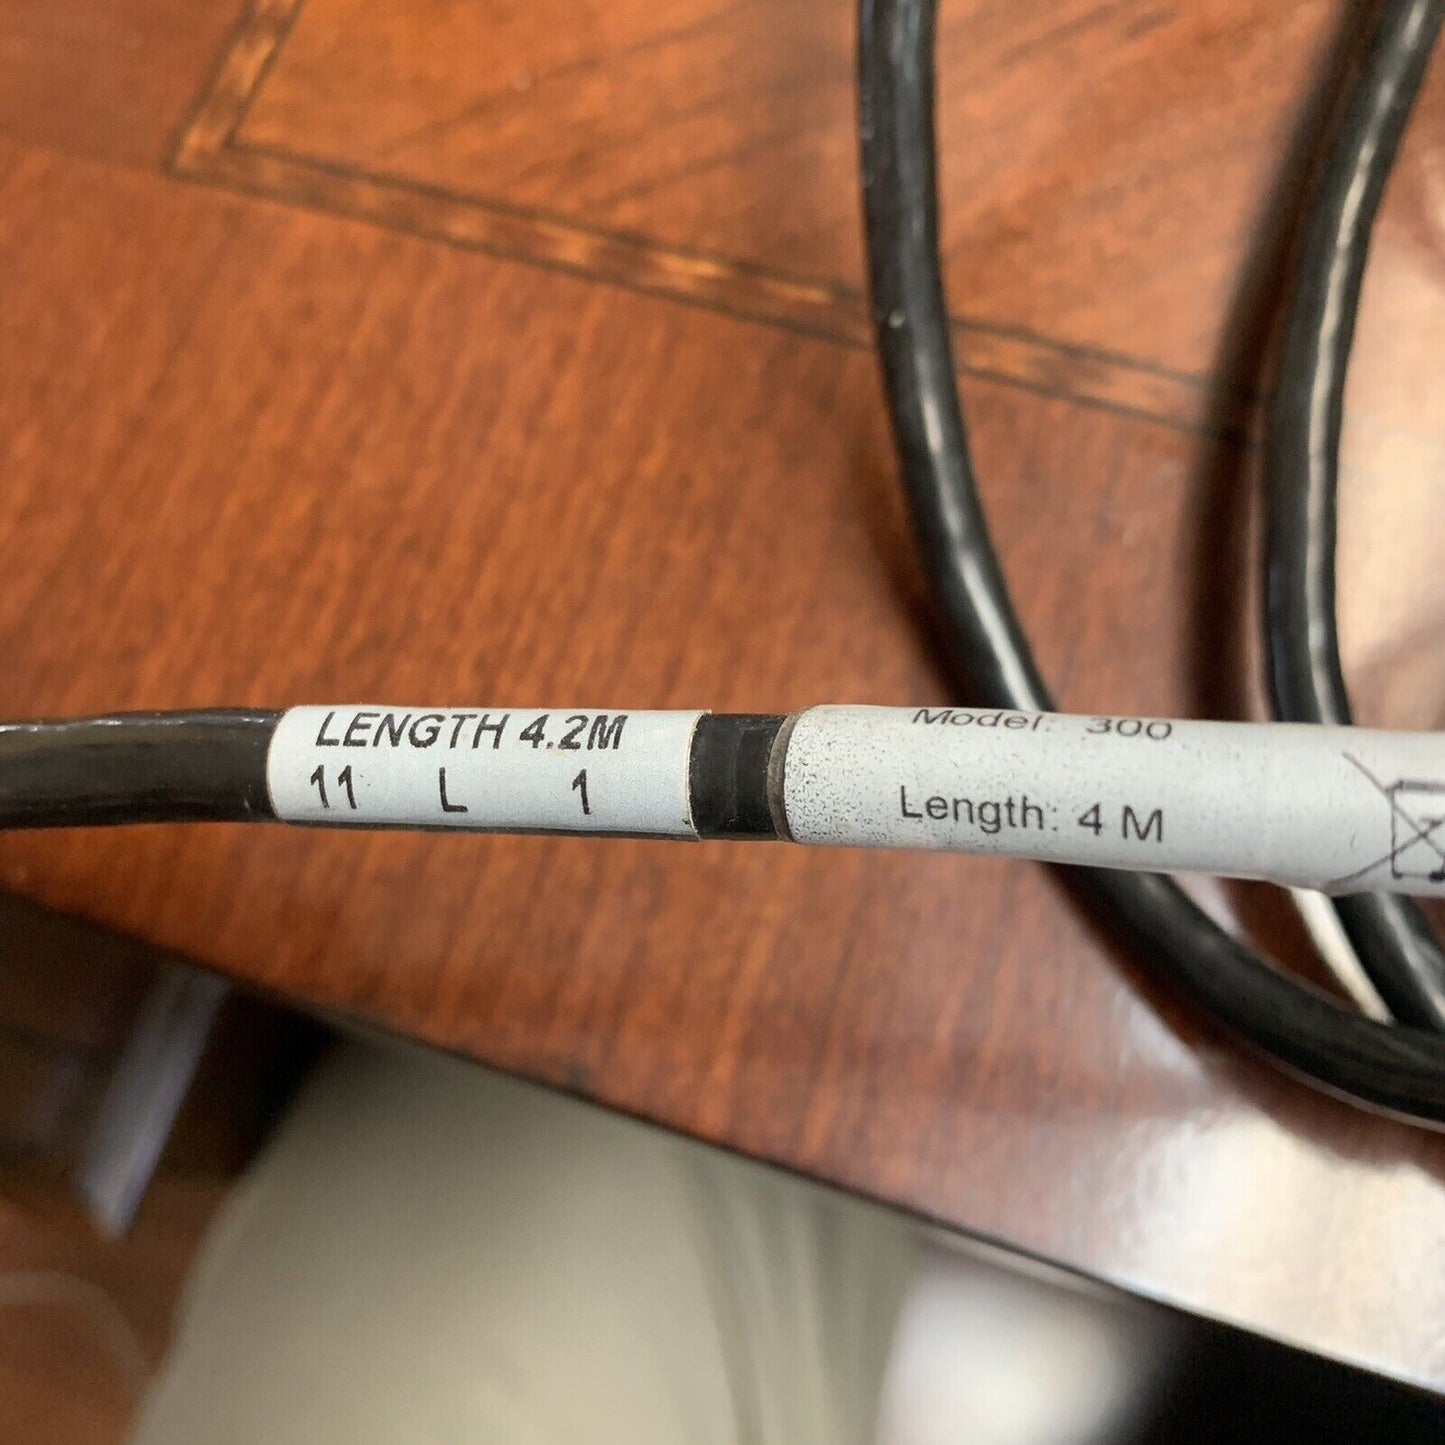 LENGTH 4.2M
11 L 1
Model: 300
Length: 4 M